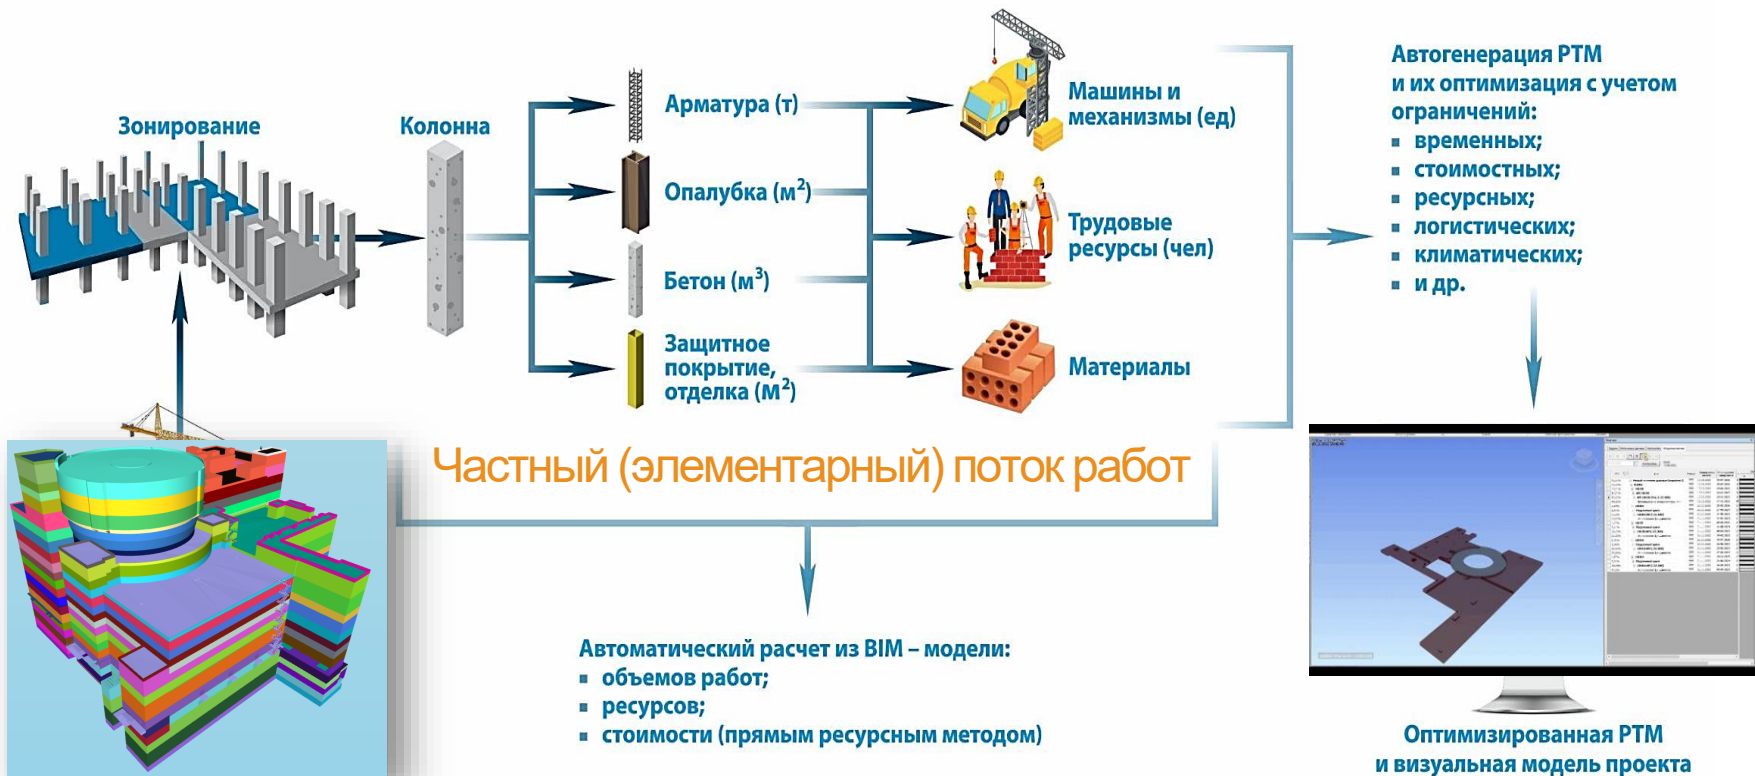 Зонирование
Колонна
Арматура (т)
Опалубка (м²)
Бетон (м³)
Защитное
покрытие,
отделка (м²)
Машины и
механизмы (ед)
Трудовые
ресурсы (чел)
Материалы
Автогенерация РТМ
и их оптимизация с учетом
ограничений:
▪ временных;
▪ стоимостных;
▪ ресурсных;
▪ логистических;
▪ климатических;
▪ и др.
Частный (элементарный) поток работ
Автоматический расчет из BIM – модели:
▪ объемов работ;
▪ ресурсов;
▪ стоимости (прямым ресурсным методом)
Оптимизированная РТМ
и визуальная модель проекта